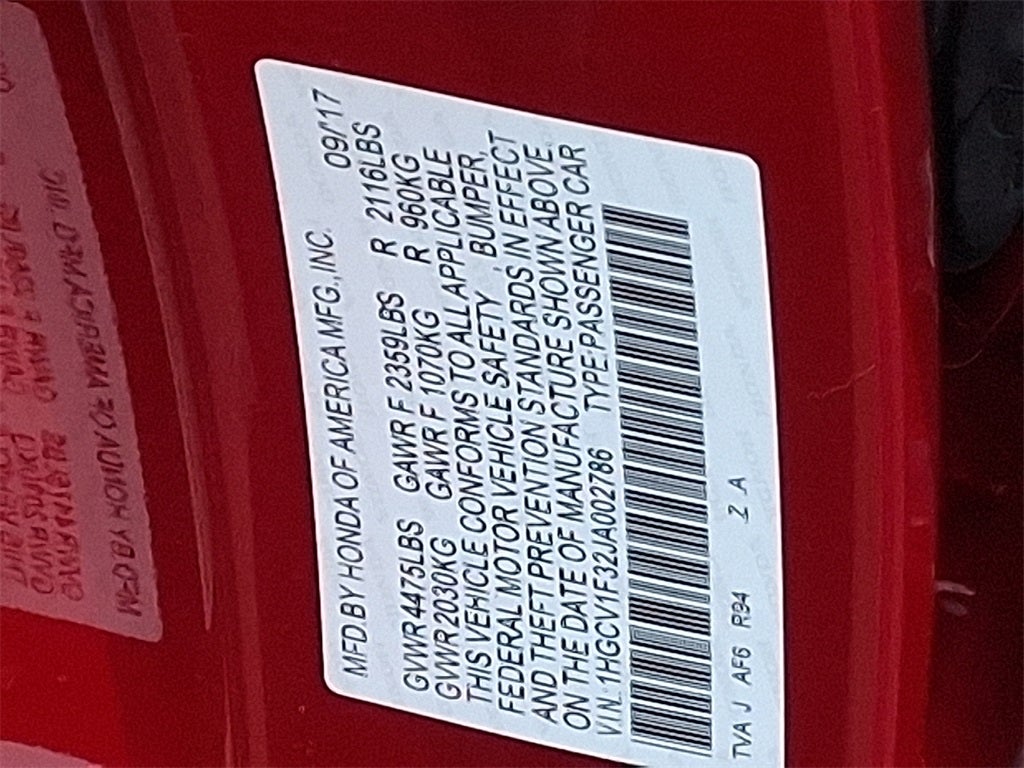 MFD BY HONDA OF AMERICA MFG., INC. 09/17
GVWR 4475LBS GAWR F 2359LBS R 2116LBS
GVWR 2030KG GAWR F 1070KG R 960KG
THIS VEHICLE CONFORMS TO ALL APPLICABLE
FEDERAL MOTOR VEHICLE SAFETY , BUMPER,
AND THEFT PREVENTION STANDARDS IN EFFECT
ON THE DATE OF MANUFACTURE SHOWN ABOVE.
V.I.N.: 1HGCV1F32JA002786 TYPE:PASSENGER CAR
TVA J AF6 R94 Z A